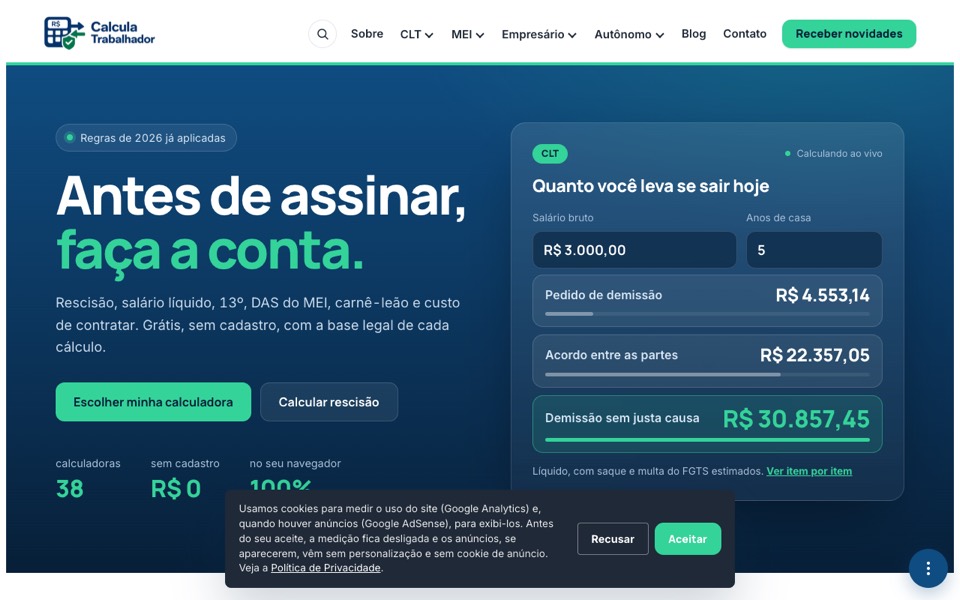 R$
Calcula
Trabalhador
Sobre
CLT
MEI
Empresário
Autônomo
Blog
Contato
Receber novidades
Regras de 2026 já aplicadas
Antes de assinar,
faça a conta.
Rescisão, salário líquido, 13º, DAS do MEI, carnê-leão e custo
de contratar. Grátis, sem cadastro, com a base legal de cada
cálculo.
Escolher minha calculadora
Calcular rescisão
calculadoras
38
sem cadastro
R$ 0
no seu navegador
100%
CLT
Calculando ao vivo
Quanto você leva se sair hoje
Salário bruto
Anos de casa
R$ 3.000,00
5
Pedido de demissão
R$ 4.553,14
Acordo entre as partes
R$ 22.357,05
Demissão sem justa causa
R$ 30.857,45
Líquido, com saque e multa do FGTS estimados. Ver item por item
Usamos cookies para medir o uso do site (Google Analytics) e,
quando houver anúncios (Google AdSense), para exibi-los. Antes
do seu aceite, a medição fica desligada e os anúncios, se
aparecerem, vêm sem personalização e sem cookie de anúncio.
Veja a Política de Privacidade.
Recusar
Aceitar